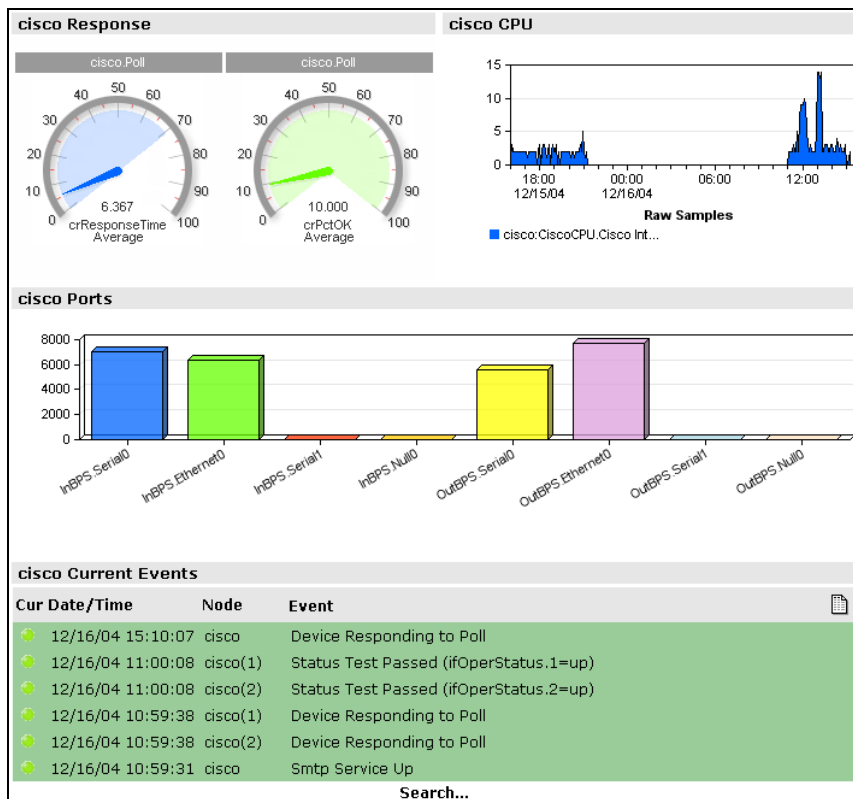 cisco Response
cisco.Poll
0 10 20 30 40 50 60 70 80 90 100
6.367
crResponseTime
Average
cisco.Poll
0 10 20 30 40 50 60 70 80 90 100
10.000
crPctOK
Average
cisco CPU
15
10
5
0
18:00 00:00 06:00 12:00
12/15/04 12/16/04
Raw Samples
cisco:CiscoCPU.Cisco Int...
cisco Ports
8000
6000
4000
2000
0
InBPS.Serial0
InBPS.Ethernet0
InBPS.Serial1
InBPS.Null0
OutBPS.Serial0
OutBPS.Ethernet0
OutBPS.Serial1
OutBPS.Null0
cisco Current Events
Cur Date/Time Node Event
12/16/04 15:10:07 cisco Device Responding to Poll
12/16/04 11:00:08 cisco(1) Status Test Passed (ifOperStatus.1=up)
12/16/04 11:00:08 cisco(2) Status Test Passed (ifOperStatus.2=up)
12/16/04 10:59:38 cisco(1) Device Responding to Poll
12/16/04 10:59:38 cisco(2) Device Responding to Poll
12/16/04 10:59:31 cisco Smtp Service Up
Search...